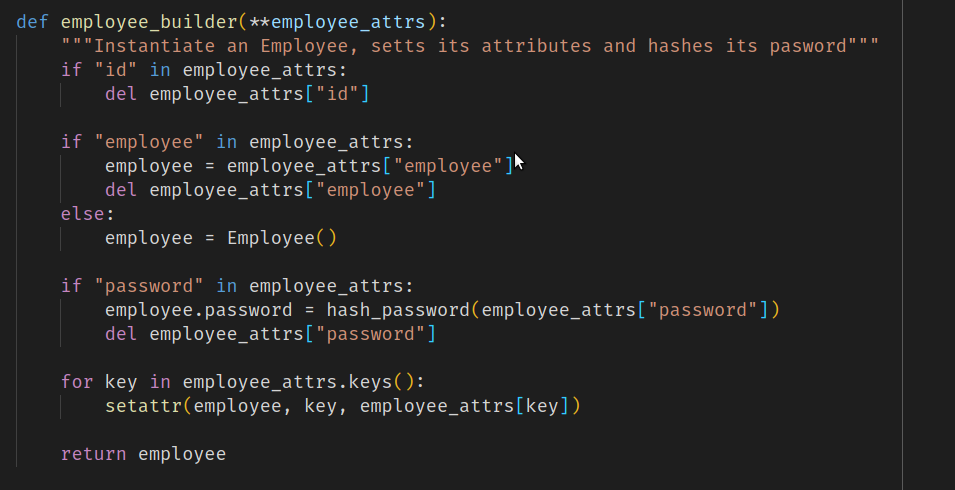 def employee_builder(**employee_attrs):
    """Instantiate an Employee, setts its attributes and hashes its pasword"""
    if "id" in employee_attrs:
        del employee_attrs["id"]

    if "employee" in employee_attrs:
        employee = employee_attrs["employee"]
        del employee_attrs["employee"]
    else:
        employee = Employee()

    if "password" in employee_attrs:
        employee.password = hash_password(employee_attrs["password"])
        del employee_attrs["password"]

    for key in employee_attrs.keys():
        setattr(employee, key, employee_attrs[key])

    return employee